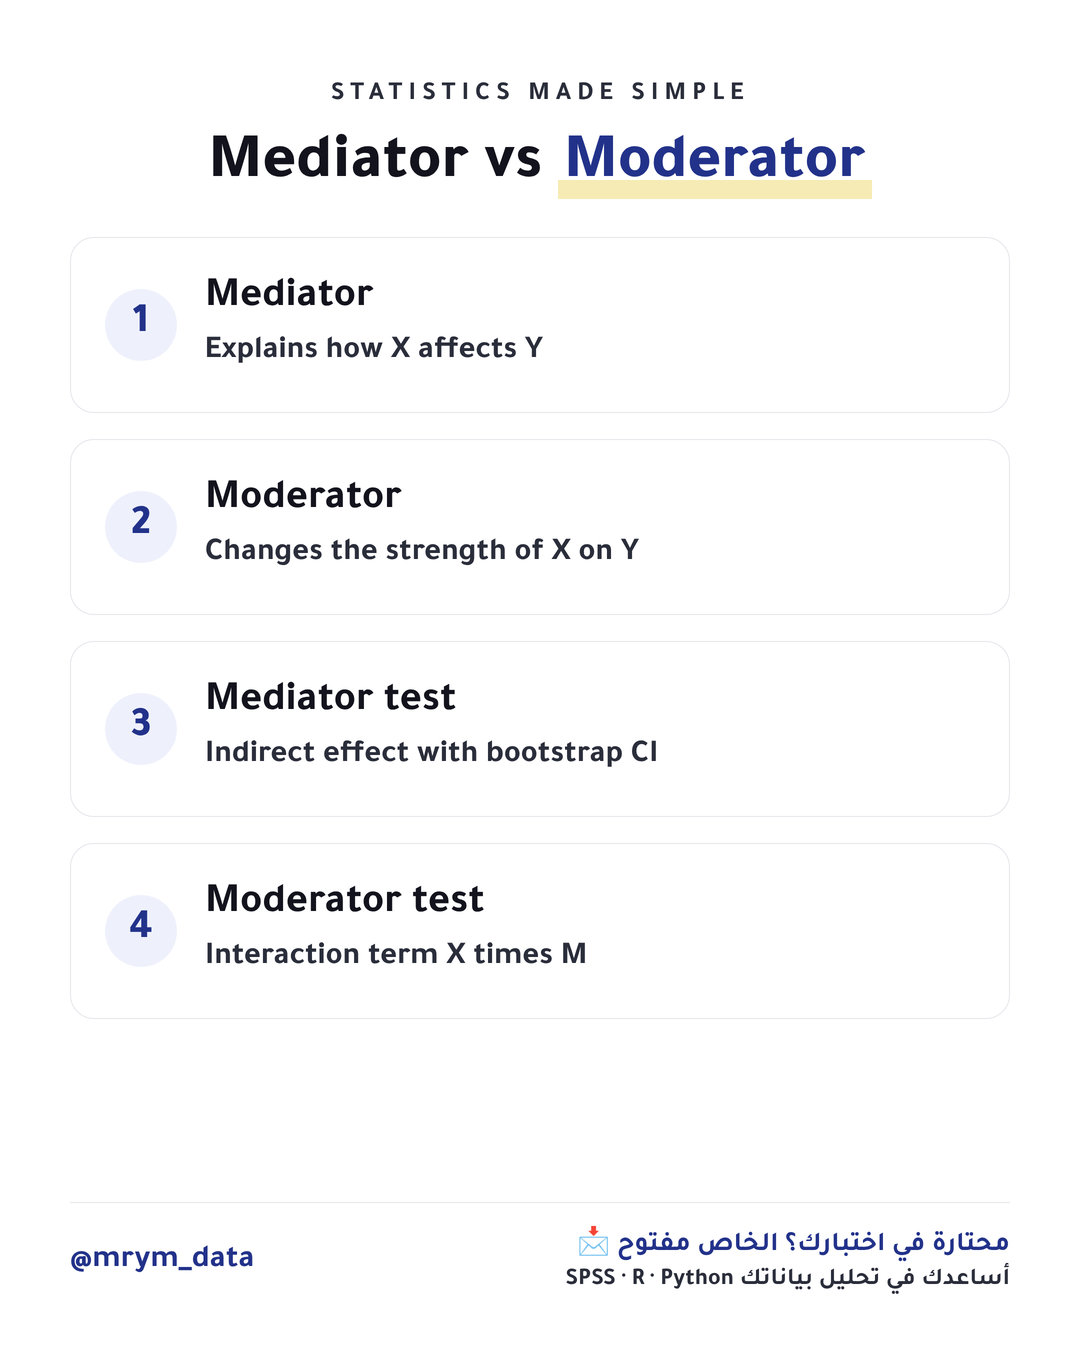 STATISTICS MADE SIMPLE
Mediator vs Moderator
1
Mediator
Explains how X affects Y
2
Moderator
Changes the strength of X on Y
3
Mediator test
Indirect effect with bootstrap CI
4
Moderator test
Interaction term X times M
@mrym_data
محتارة في اختبارك؟ الخاص مفتوح 📩
أساعدك في تحليل بياناتك SPSS · R · Python